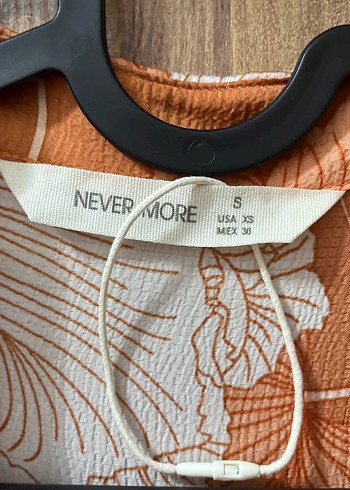 NEVER MORE
S
USA XS
MEX 36